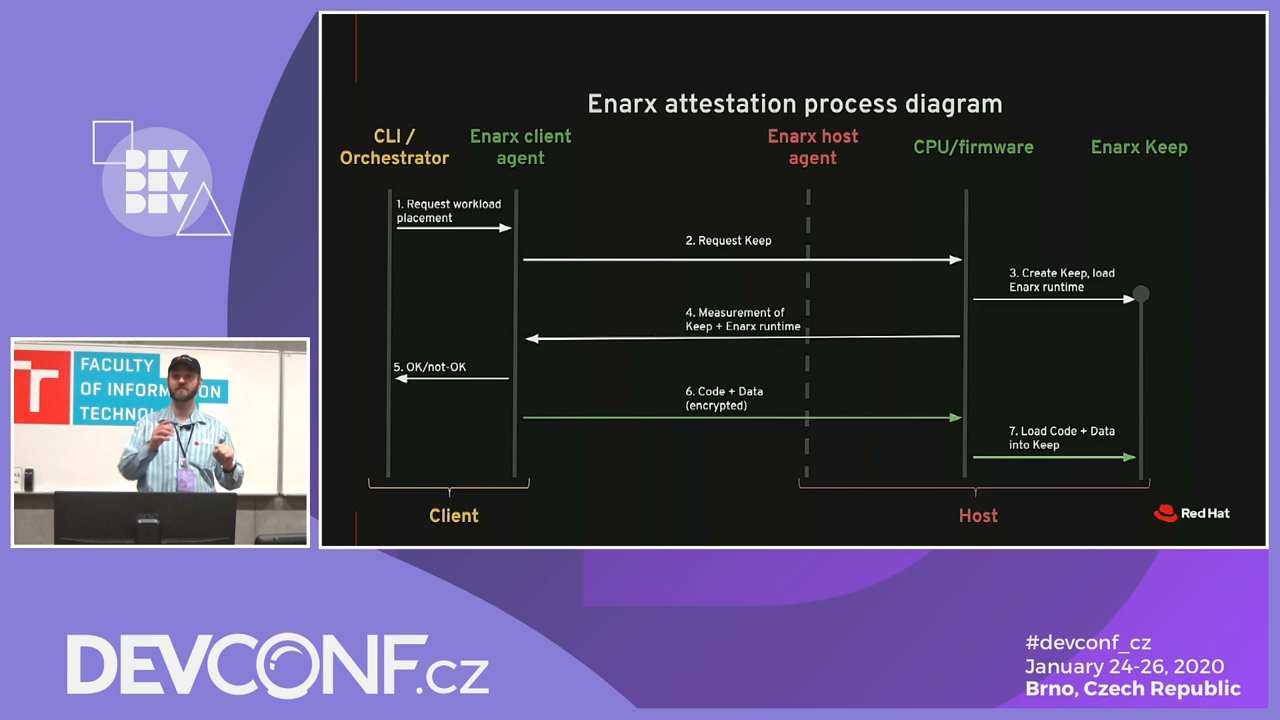 DEV
DEV
DEV
Enarx attestation process diagram
CLI /
Orchestrator
Enarx client
agent
Enarx host
agent
CPU/firmware
Enarx Keep
1. Request workload
placement
2. Request Keep
3. Create Keep, load
Enarx runtime
4. Measurement of
Keep + Enarx runtime
5. OK/not-OK
6. Code + Data
(encrypted)
7. Load Code + Data
into Keep
Client
Host
Red Hat
FACULTY
OF INFORMATION
DEVCONF.cz
#devconf_cz
January 24-26, 2020
Brno, Czech Republic